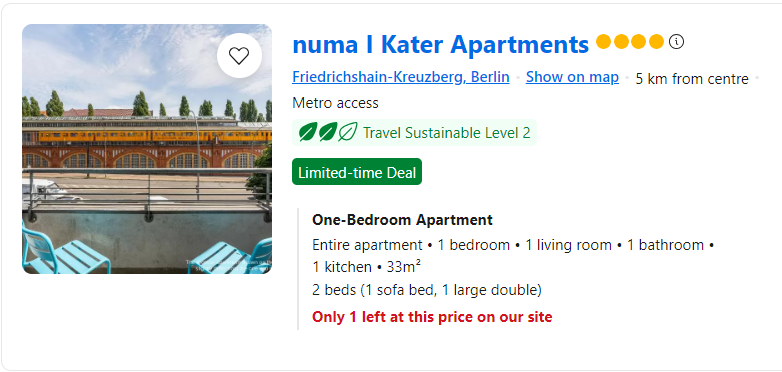 numa I Kater Apartments
Friedrichshain-Kreuzberg, Berlin · Show on map · 5 km from centre ·
Metro access
Travel Sustainable Level 2
Limited-time Deal
One-Bedroom Apartment
Entire apartment • 1 bedroom • 1 living room • 1 bathroom •
1 kitchen • 33m²
2 beds (1 sofa bed, 1 large double)
Only 1 left at this price on our site